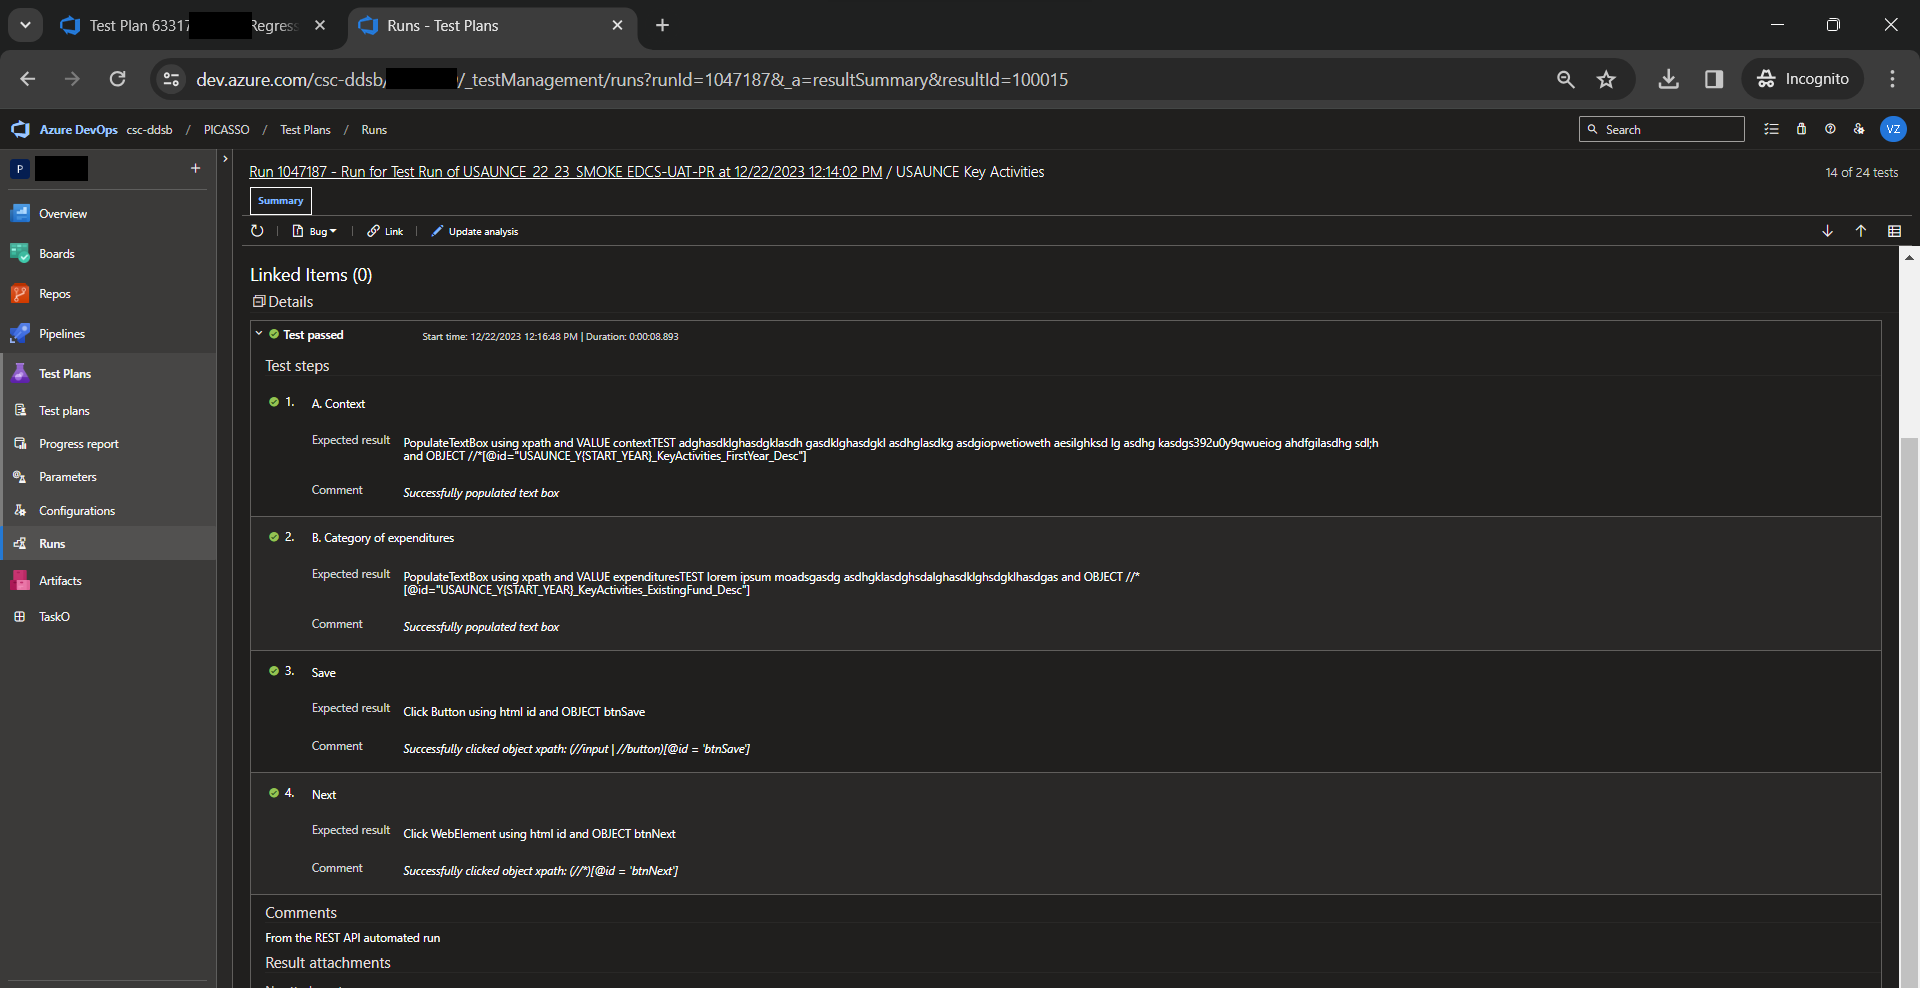 Test Plan 63317
Regress
Runs - Test Plans
dev.azure.com/csc-ddsb/
/_testManagement/runs?runId=1047187&_a=resultSummary&resultId=100015
Incognito
Azure DevOps csc-ddsb / PICASSO / Test Plans / Runs
Search
VZ
P
Overview
Boards
Repos
Pipelines
Test Plans
Test plans
Progress report
Parameters
Configurations
Runs
Artifacts
TaskO
Run 1047187 - Run for Test Run of USAUNCE_22_23_SMOKE EDCS-UAT-PR at 12/22/2023 12:14:02 PM / USAUNCE Key Activities
14 of 24 tests
Summary
Bug
Link
Update analysis
Linked Items (0)
Details
Test passed
Start time: 12/22/2023 12:16:48 PM | Duration: 0:00:08.893
Test steps
1. A. Context
Expected result PopulateTextBox using xpath and VALUE contextTEST adghasdklghasdgklasdh gasdklghasdgkl asdhglasdkg asdgiopwetioweth aesilghksd lg asdhg kasdgs392u0y9qwueiog ahdfgilasdhg sdl;h
and OBJECT //*[@id="USAUNCE_Y{START_YEAR}_KeyActivities_FirstYear_Desc"]
Comment Successfully populated text box
2. B. Category of expenditures
Expected result PopulateTextBox using xpath and VALUE expendituresTEST lorem ipsum moadsgasdg asdhgklasdghsdalghasdklghsdgklhasdgas and OBJECT //*
[@id="USAUNCE_Y{START_YEAR}_KeyActivities_ExistingFund_Desc"]
Comment Successfully populated text box
3. Save
Expected result Click Button using html id and OBJECT btnSave
Comment Successfully clicked object xpath: (//input | //button)[@id = 'btnSave']
4. Next
Expected result Click WebElement using html id and OBJECT btnNext
Comment Successfully clicked object xpath: (//*)[@id = 'btnNext']
Comments
From the REST API automated run
Result attachments